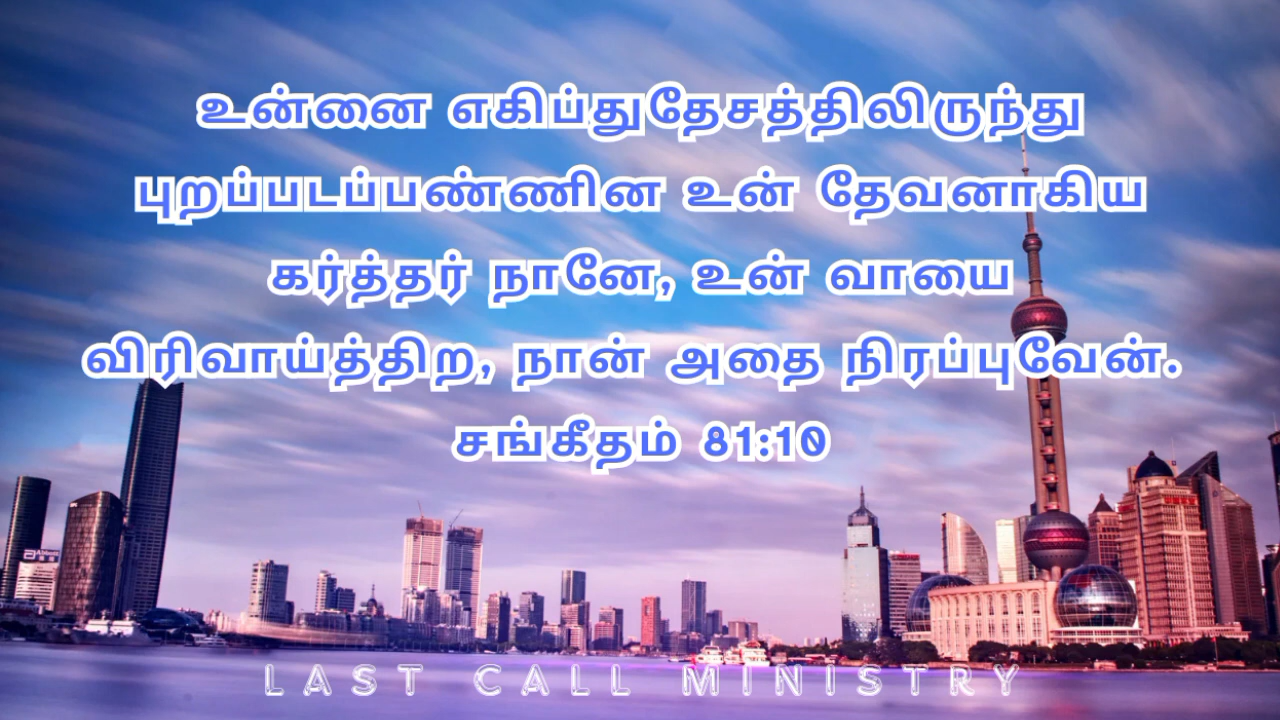 உன்னை எகிப்துதேசத்திலிருந்து
புறப்படப்பண்ணின உன் தேவனாகிய
கர்த்தர் நானே, உன் வாயை
விரிவாய்த்திற, நான் அதை நிரப்புவேன்.
சங்கீதம் 81:10
LAST CALL MINISTRY